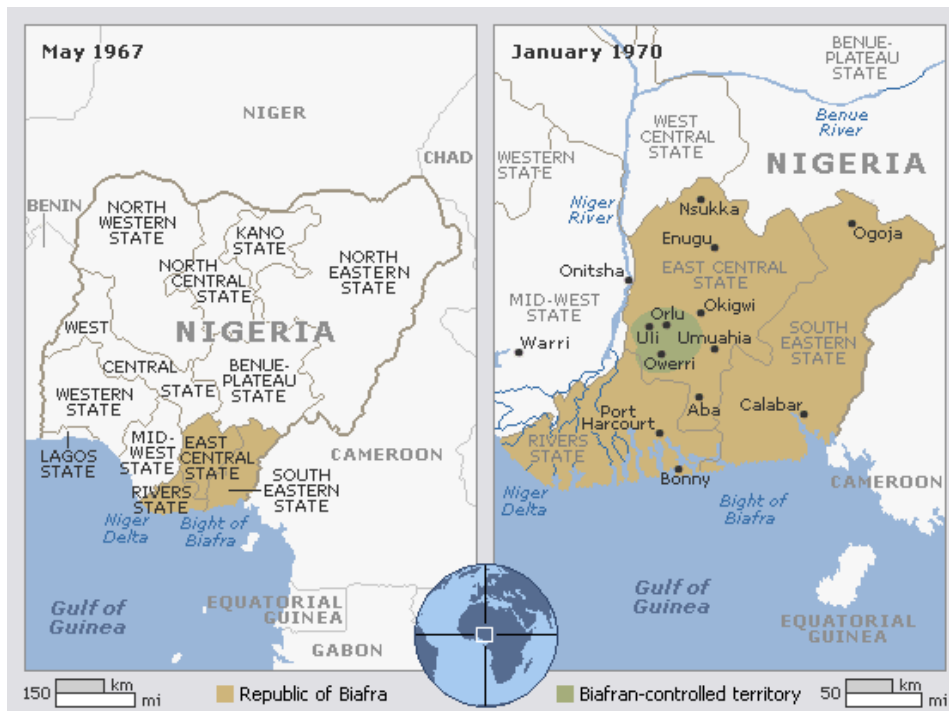 May 1967
NIGER
CHAD
BENIN
NORTH
WESTERN
STATE
KANO
STATE
NORTH
CENTRAL
STATE
NORTH
EASTERN
STATE
NIGERIA
WEST
CENTRAL
STATE
BENUE-
PLATEAU
STATE
WESTERN
STATE
LAGOS
STATE
MID-
WEST
STATE
EAST
CENTRAL
STATE
RIVERS
STATE
SOUTH
EASTERN
STATE
CAMEROON
Niger
Delta
Bight of
Biafra
Gulf of
Guinea
EQUATORIAL
GUINEA
GABON
January 1970
BENUE-
PLATEAU
STATE
Benue
River
WEST
CENTRAL
STATE
WESTERN
STATE
NIGERIA
Niger
River
Nsukka
Ogoja
Enugu
Onitsha
EAST CENTRAL
STATE
MID-WEST
STATE
Orlu
Okigwi
Uli
Umuahia
SOUTH
EASTERN
STATE
Warri
Owerri
Aba
Calabar
Port
Harcourt
RIVERS
STATE
Bonny
Niger
Delta
Bight of
Biafra
CAMEROON
Gulf of
Guinea
EQUATORIAL
GUINEA
150 km
mi
Republic of Biafra
Biafran-controlled territory
50 km
mi